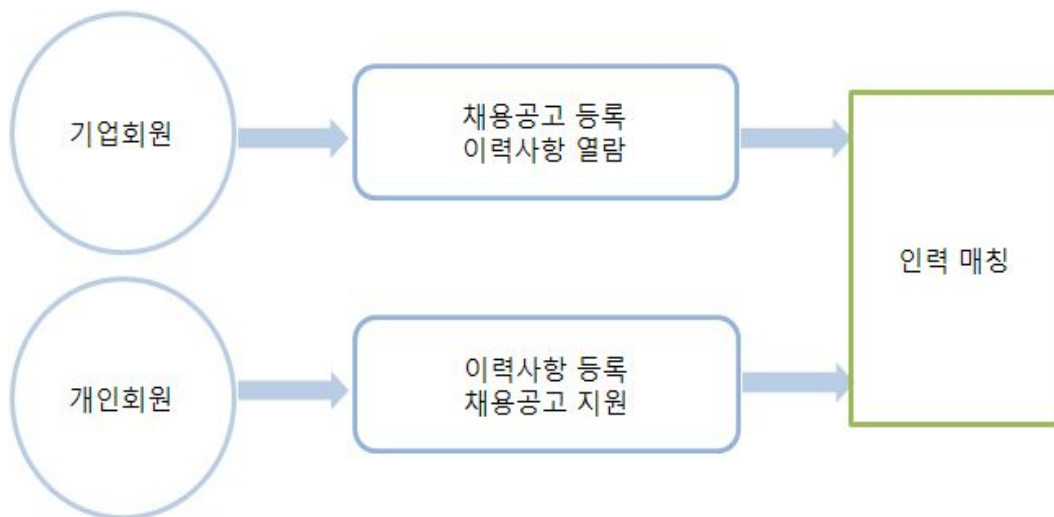 기업회원
채용공고 등록
이력사항 열람
인력 매칭
개인회원
이력사항 등록
채용공고 지원